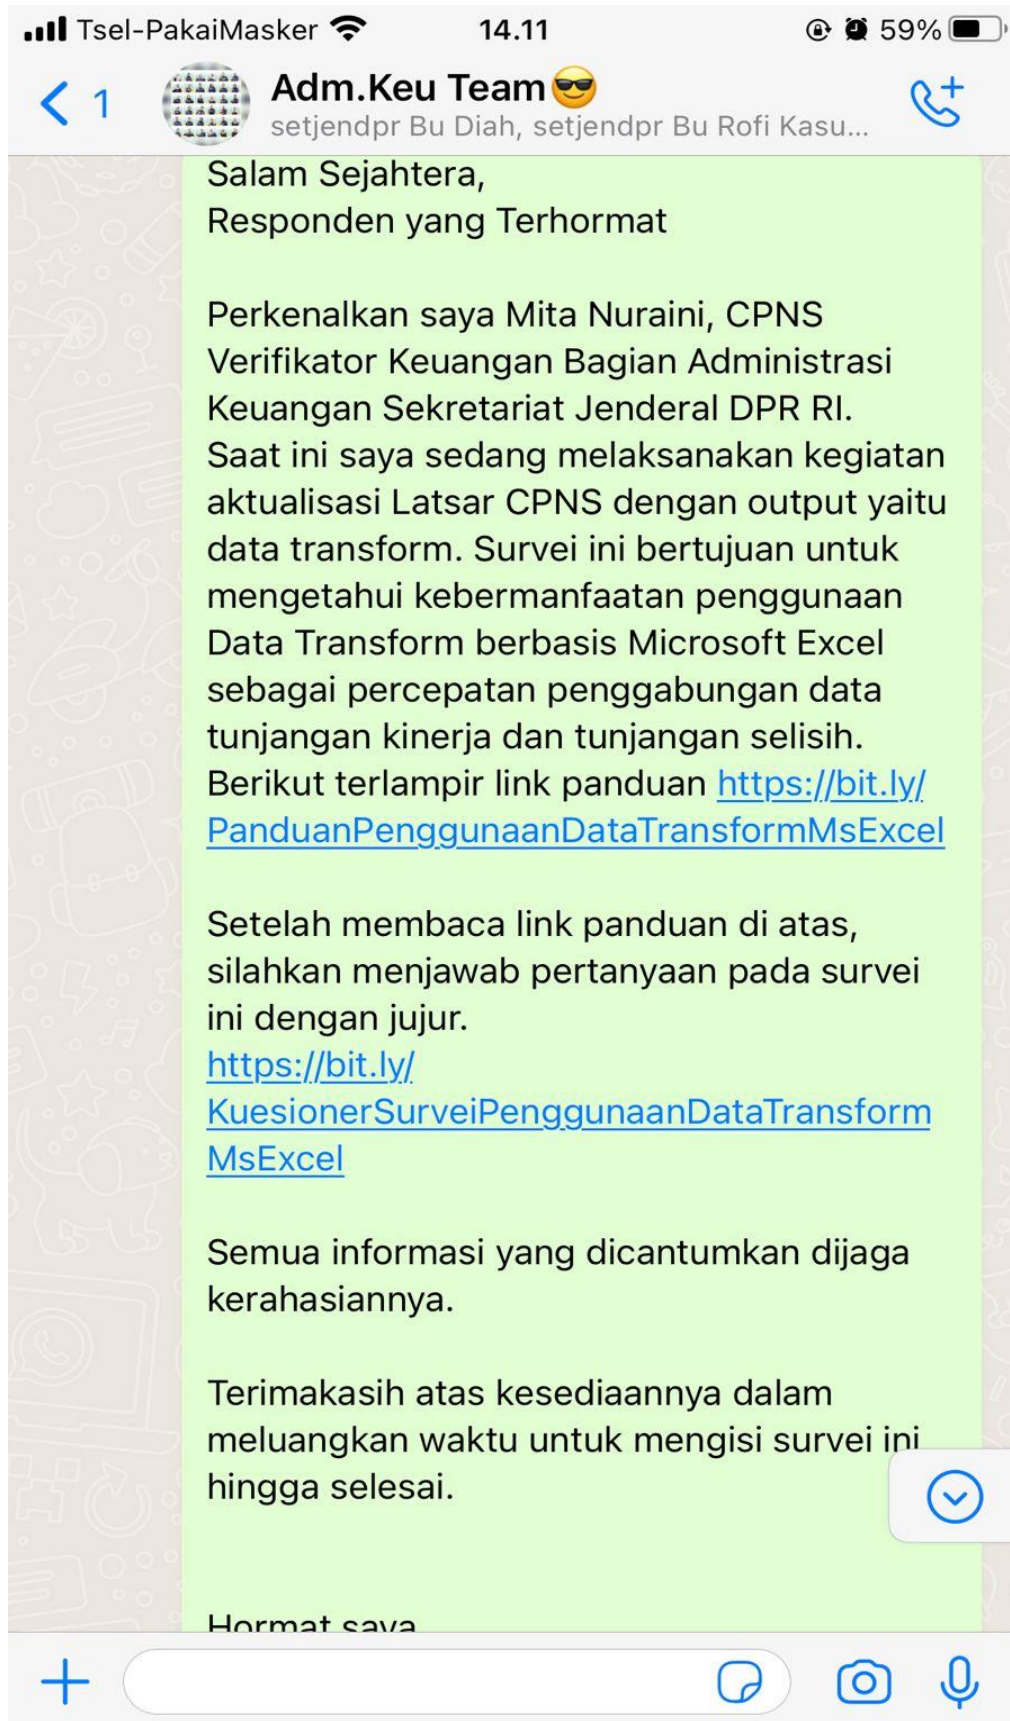 Tsel-PakaiMasker 14.11 59%
1 Adm.Keu Team😎
setjendpr Bu Diah, setjendpr Bu Rofi Kasu...
Salam Sejahtera,
Responden yang Terhormat
Perkenalkan saya Mita Nuraini, CPNS
Verifikator Keuangan Bagian Administrasi
Keuangan Sekretariat Jenderal DPR RI.
Saat ini saya sedang melaksanakan kegiatan
aktualisasi Latsar CPNS dengan output yaitu
data transform. Survei ini bertujuan untuk
mengetahui kebermanfaatan penggunaan
Data Transform berbasis Microsoft Excel
sebagai percepatan penggabungan data
tunjangan kinerja dan tunjangan selisih.
Berikut terlampir link panduan https://bit.ly/
PanduanPenggunaanDataTransformMsExcel
Setelah membaca link panduan di atas,
silahkan menjawab pertanyaan pada survei
ini dengan jujur.
https://bit.ly/
KuesionerSurveiPenggunaanDataTransform
MsExcel
Semua informasi yang dicantumkan dijaga
kerahasiannya.
Terimakasih atas kesediaannya dalam
meluangkan waktu untuk mengisi survei ini
hingga selesai.
Hormat saya